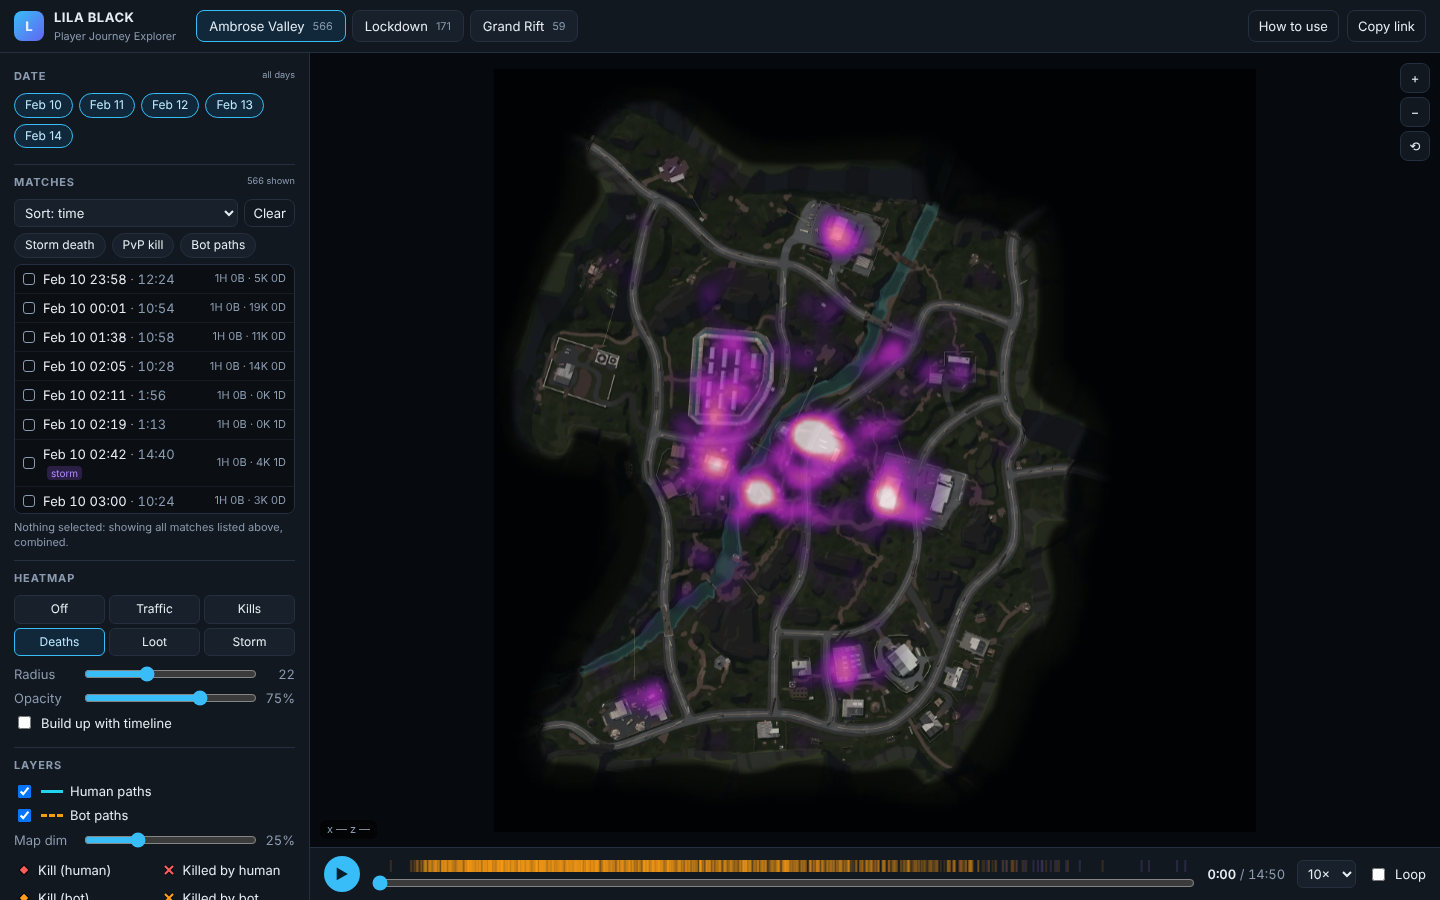 L
LILA BLACK
Player Journey Explorer
Ambrose Valley 566
Lockdown 171
Grand Rift 59
How to use
Copy link
DATE
all days
Feb 10
Feb 11
Feb 12
Feb 13
Feb 14
MATCHES
566 shown
Sort: time
Clear
Storm death
PvP kill
Bot paths
Feb 10 23:58 · 12:24 1H 0B · 5K 0D
Feb 10 00:01 · 10:54 1H 0B · 19K 0D
Feb 10 01:38 · 10:58 1H 0B · 11K 0D
Feb 10 02:05 · 10:28 1H 0B · 14K 0D
Feb 10 02:11 · 1:56 1H 0B · 0K 1D
Feb 10 02:19 · 1:13 1H 0B · 0K 1D
Feb 10 02:42 · 14:40 1H 0B · 4K 1D
storm
Feb 10 03:00 · 10:24 1H 0B · 3K 0D
Nothing selected: showing all matches listed above,
combined.
HEATMAP
Off
Traffic
Kills
Deaths
Loot
Storm
Radius 22
Opacity 75%
Build up with timeline
LAYERS
Human paths
Bot paths
Map dim 25%
Kill (human)
Killed by human
Kill (bot)
Killed by bot
+
−
x — z —
0:00 / 14:50
10×
Loop